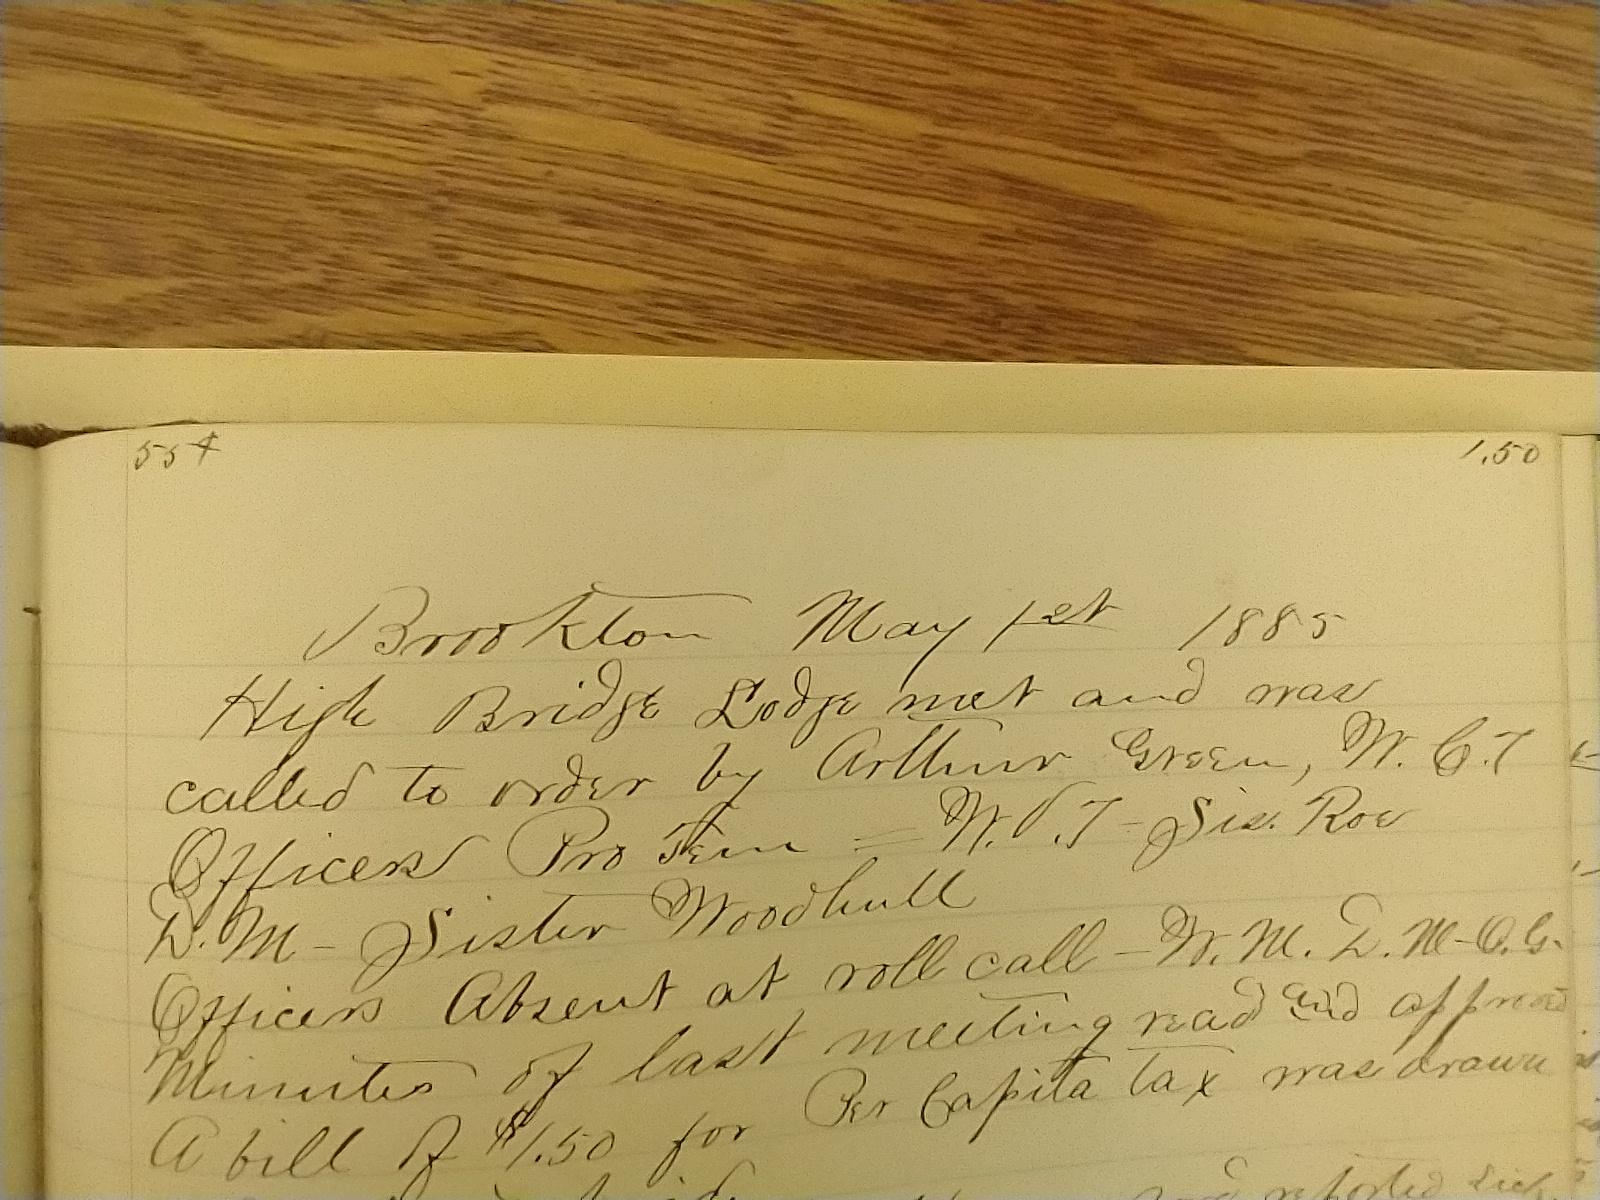 554 1.50
Brookton May 1st 1885
High Bridge Lodge met and was
called to order by Arthur Green, W. C. T
Officers Pro Tem = W. V. T - Sis. Roe
D. M - Sister Woodhull
Officers Absent at roll call - W. M. D. M - O. G.
Minutes of last meeting read and approved
A bill of $1.50 for Per Capita tax was drawn
reported sick